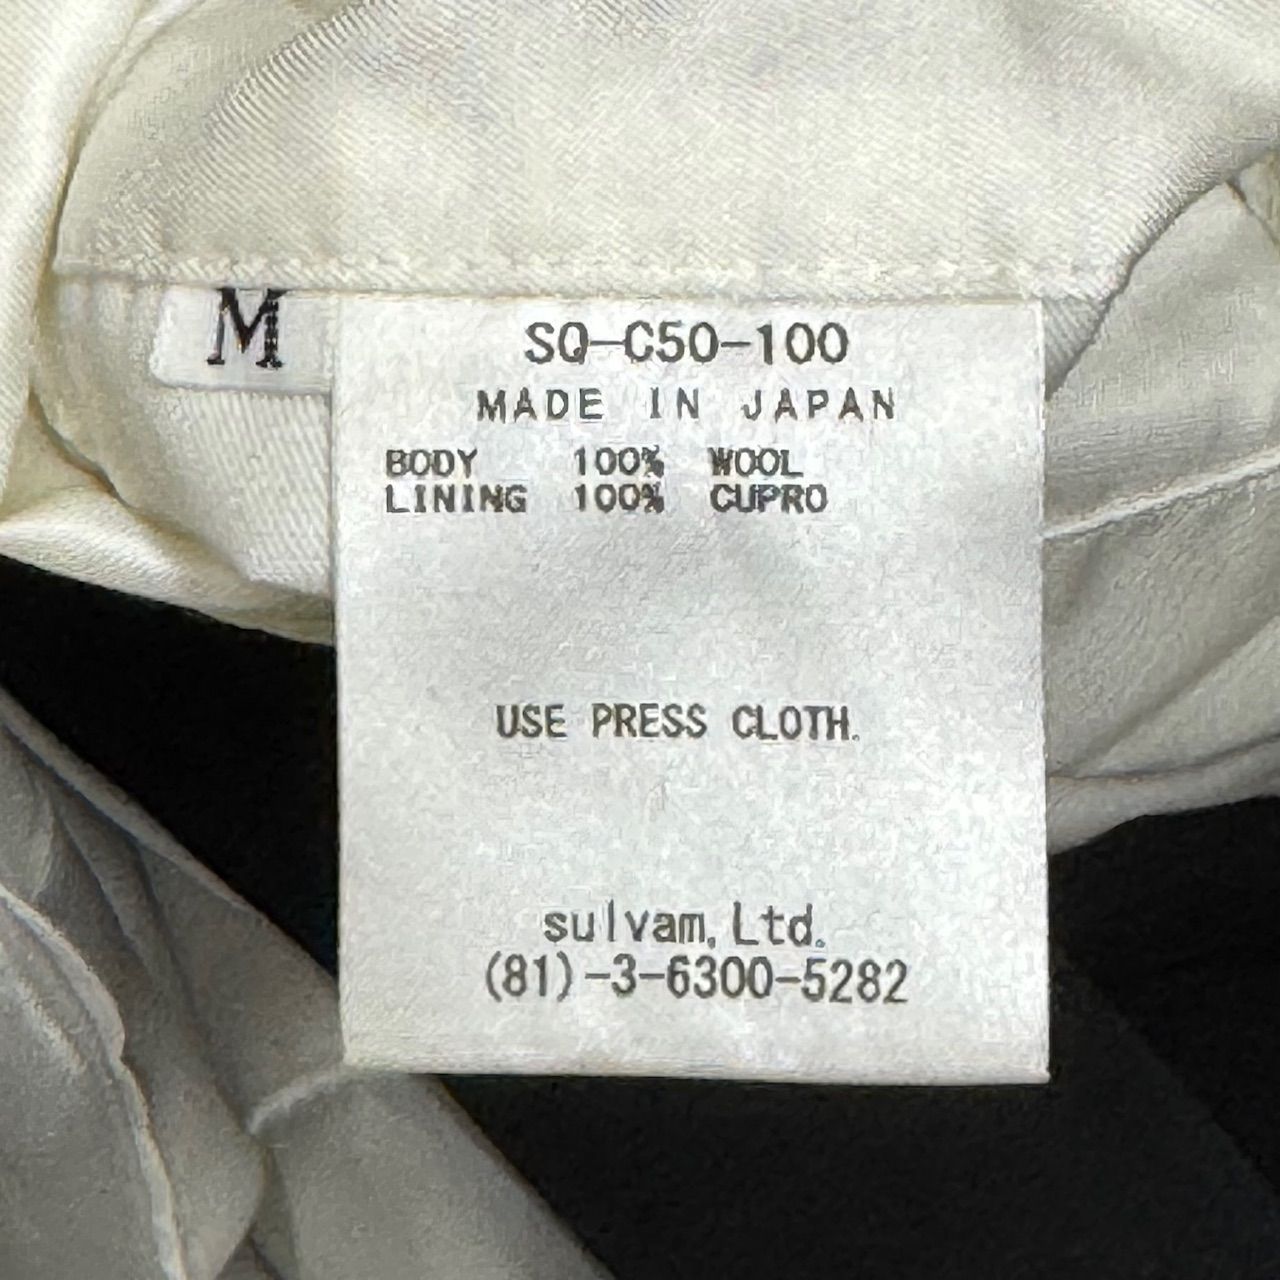 M
SQ-C50-100
MADE IN JAPAN
BODY 100% WOOL
LINING 100% CUPRO
USE PRESS CLOTH.
sulvam, Ltd.
(81)-3-6300-5282